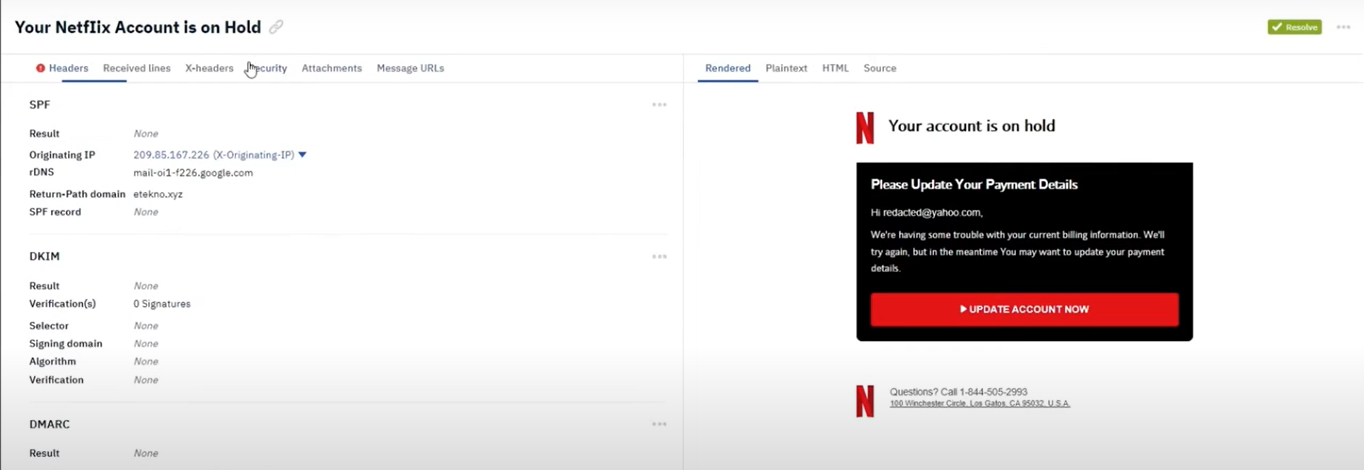 Your NetfIix Account is on Hold
Resolve
Headers Received lines X-headers Security Attachments Message URLs
Rendered Plaintext HTML Source
SPF
Result None
Originating IP 209.85.167.226 (X-Originating-IP)
rDNS mail-oi1-f226.google.com
Return-Path domain etekno.xyz
SPF record None
DKIM
Result None
Verification(s) 0 Signatures
Selector None
Signing domain None
Algorithm None
Verification None
DMARC
Result None
N
Your account is on hold
Please Update Your Payment Details
Hi redacted@yahoo.com,
We're having some trouble with your current billing information. We'll
try again, but in the meantime You may want to update your payment
details.
UPDATE ACCOUNT NOW
N
Questions? Call 1-844-505-2993
100 Winchester Circle, Los Gatos, CA 95032, U.S.A.